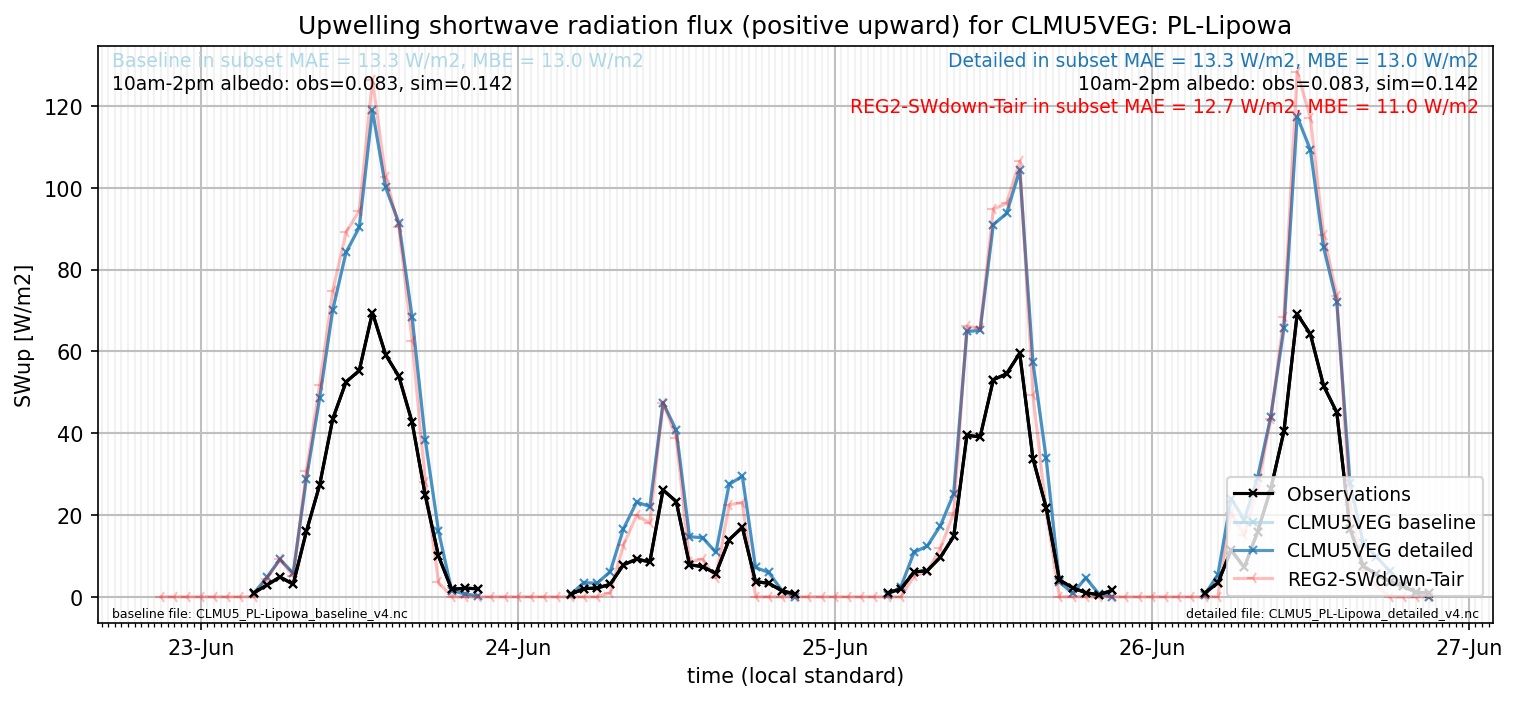 Upwelling shortwave radiation flux (positive upward) for CLMU5VEG: PL-Lipowa
Baseline in subset MAE = 13.3 W/m2, MBE = 13.0 W/m2
10am-2pm albedo: obs=0.083, sim=0.142
Detailed in subset MAE = 13.3 W/m2, MBE = 13.0 W/m2
10am-2pm albedo: obs=0.083, sim=0.142
REG2-SWdown-Tair in subset MAE = 12.7 W/m2, MBE = 11.0 W/m2
SWup [W/m2]
120
100
80
60
40
20
0
Observations
CLMU5VEG baseline
CLMU5VEG detailed
REG2-SWdown-Tair
baseline file: CLMU5_PL-Lipowa_baseline_v4.nc
detailed file: CLMU5_PL-Lipowa_detailed_v4.nc
23-Jun
24-Jun
25-Jun
26-Jun
27-Jun
time (local standard)